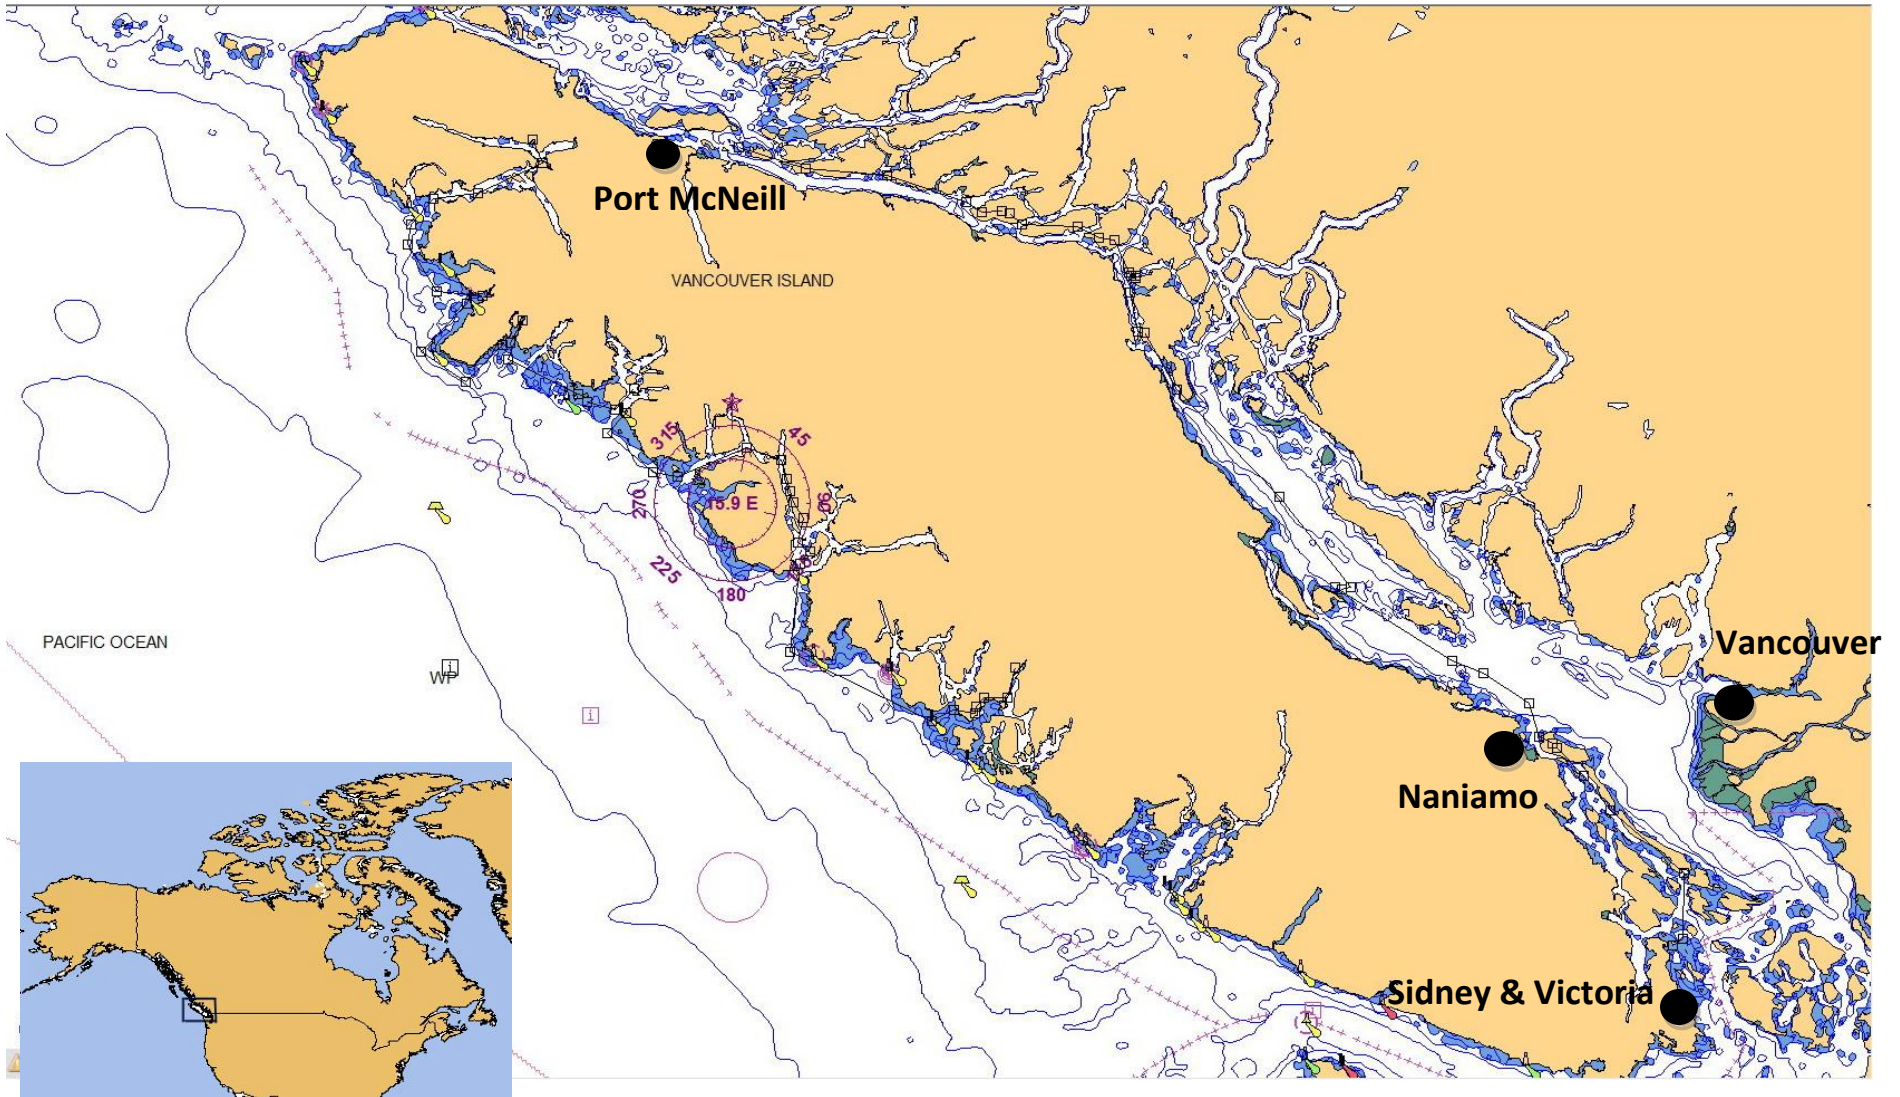 Port McNeill
VANCOUVER ISLAND
315
45
270
15.9 E
90
225
180
PACIFIC OCEAN
WP
Vancouver
Naniamo
Sidney & Victoria